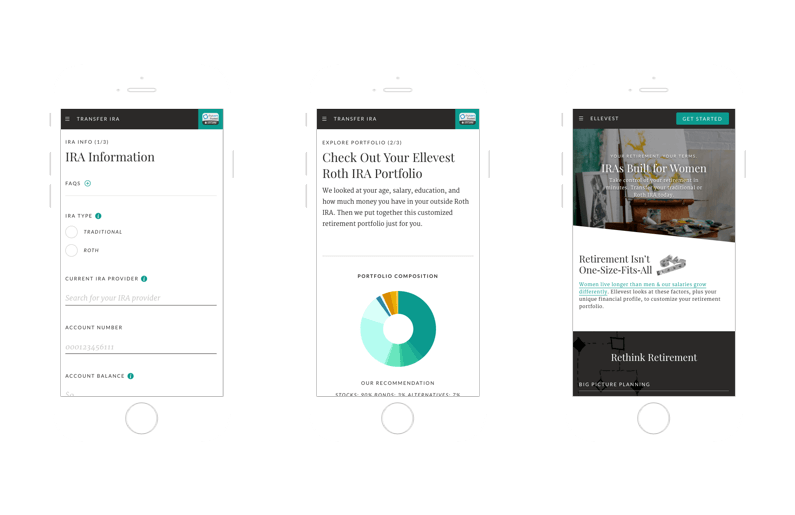 TRANSFER IRA
IRA INFO (1/3)
IRA Information
FAQS
IRA TYPE
TRADITIONAL
ROTH
CURRENT IRA PROVIDER
Search for your IRA provider
ACCOUNT NUMBER
000123456111
ACCOUNT BALANCE
TRANSFER IRA
EXPLORE PORTFOLIO (2/3)
Check Out Your Ellevest
Roth IRA Portfolio
We looked at your age, salary, education, and
how much money you have in your outside Roth
IRA. Then we put together this customized
retirement portfolio just for you.
PORTFOLIO COMPOSITION
OUR RECOMMENDATION
STOCKS: 90% BONDS: 3% ALTERNATIVES: 7%
ELLEVEST
GET STARTED
YOUR RETIREMENT. YOUR TERMS.
IRAs Built for Women
Take control of your retirement in
minutes. Transfer your traditional or
Roth IRA today.
Retirement Isn't
One-Size-Fits-All
Women live longer than men & our salaries grow
differently. Ellevest looks at these factors, plus your
unique financial profile, to customize your retirement
portfolio.
Rethink Retirement
BIG PICTURE PLANNING